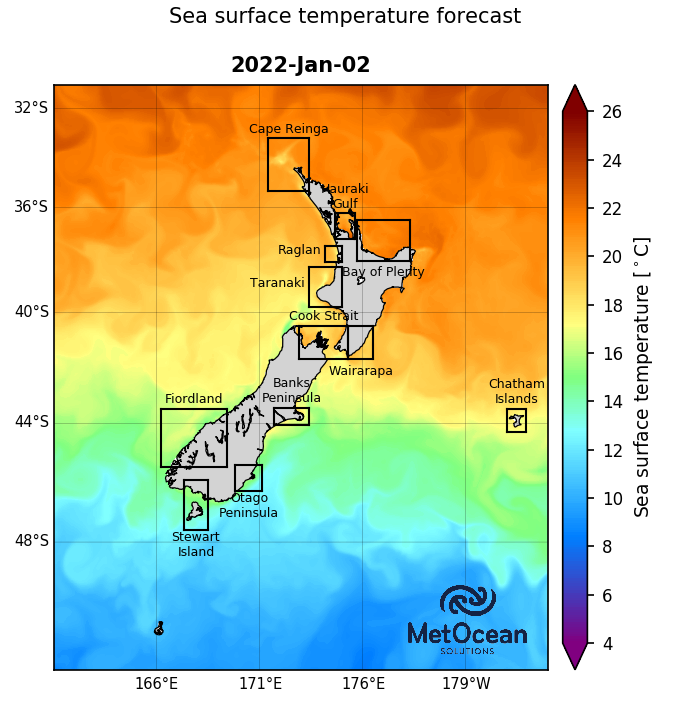 Sea surface temperature forecast
2022-Jan-02
32°S
36°S
40°S
44°S
48°S
166°E
171°E
176°E
179°W
Cape Reinga
Hauraki
Gulf
Raglan
Bay of Plenty
Taranaki
Cook Strait
Wairarapa
Banks
Peninsula
Fiordland
Chatham
Islands
Otago
Peninsula
Stewart
Island
MetOcean
SOLUTIONS
26
24
22
20
18
16
14
12
10
8
6
4
Sea surface temperature [°C]